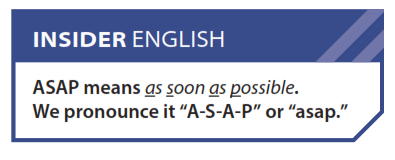 INSIDER ENGLISH
ASAP means as soon as possible.
We pronounce it “A-S-A-P” or “asap.”